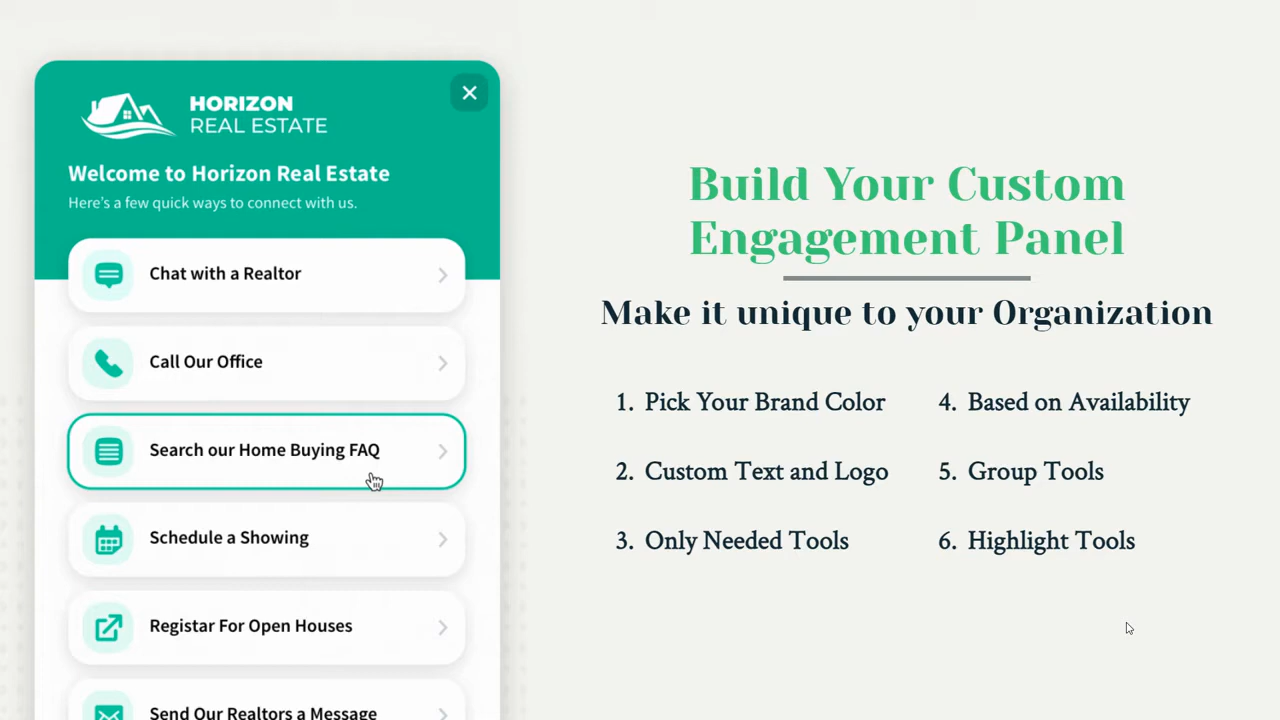 HORIZON
REAL ESTATE
Welcome to Horizon Real Estate
Here's a few quick ways to connect with us.
Chat with a Realtor
Call Our Office
Search our Home Buying FAQ
Schedule a Showing
Registar For Open Houses
Send Our Realtors a Message
Build Your Custom
Engagement Panel
Make it unique to your Organization
1. Pick Your Brand Color
2. Custom Text and Logo
3. Only Needed Tools
4. Based on Availability
5. Group Tools
6. Highlight Tools